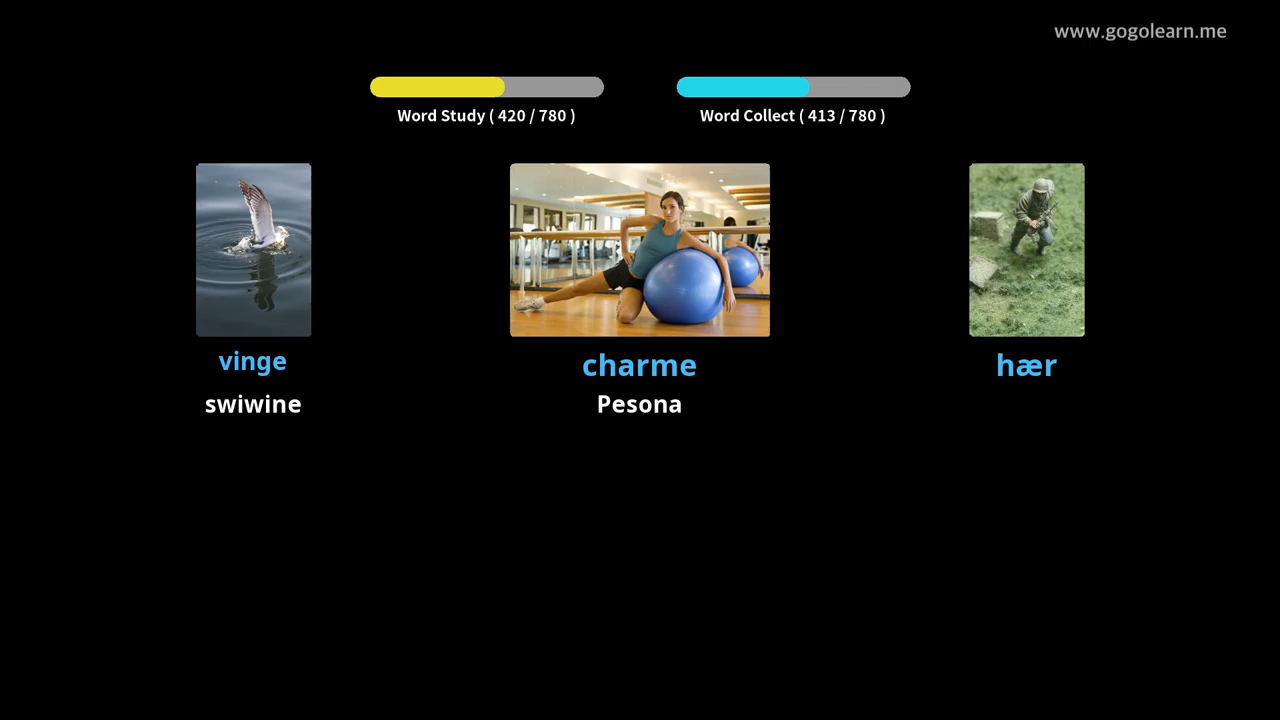 www.gogolearn.me
Word Study ( 420 / 780 )
Word Collect ( 413 / 780 )
vinge
charme
hær
swiwine
Pesona